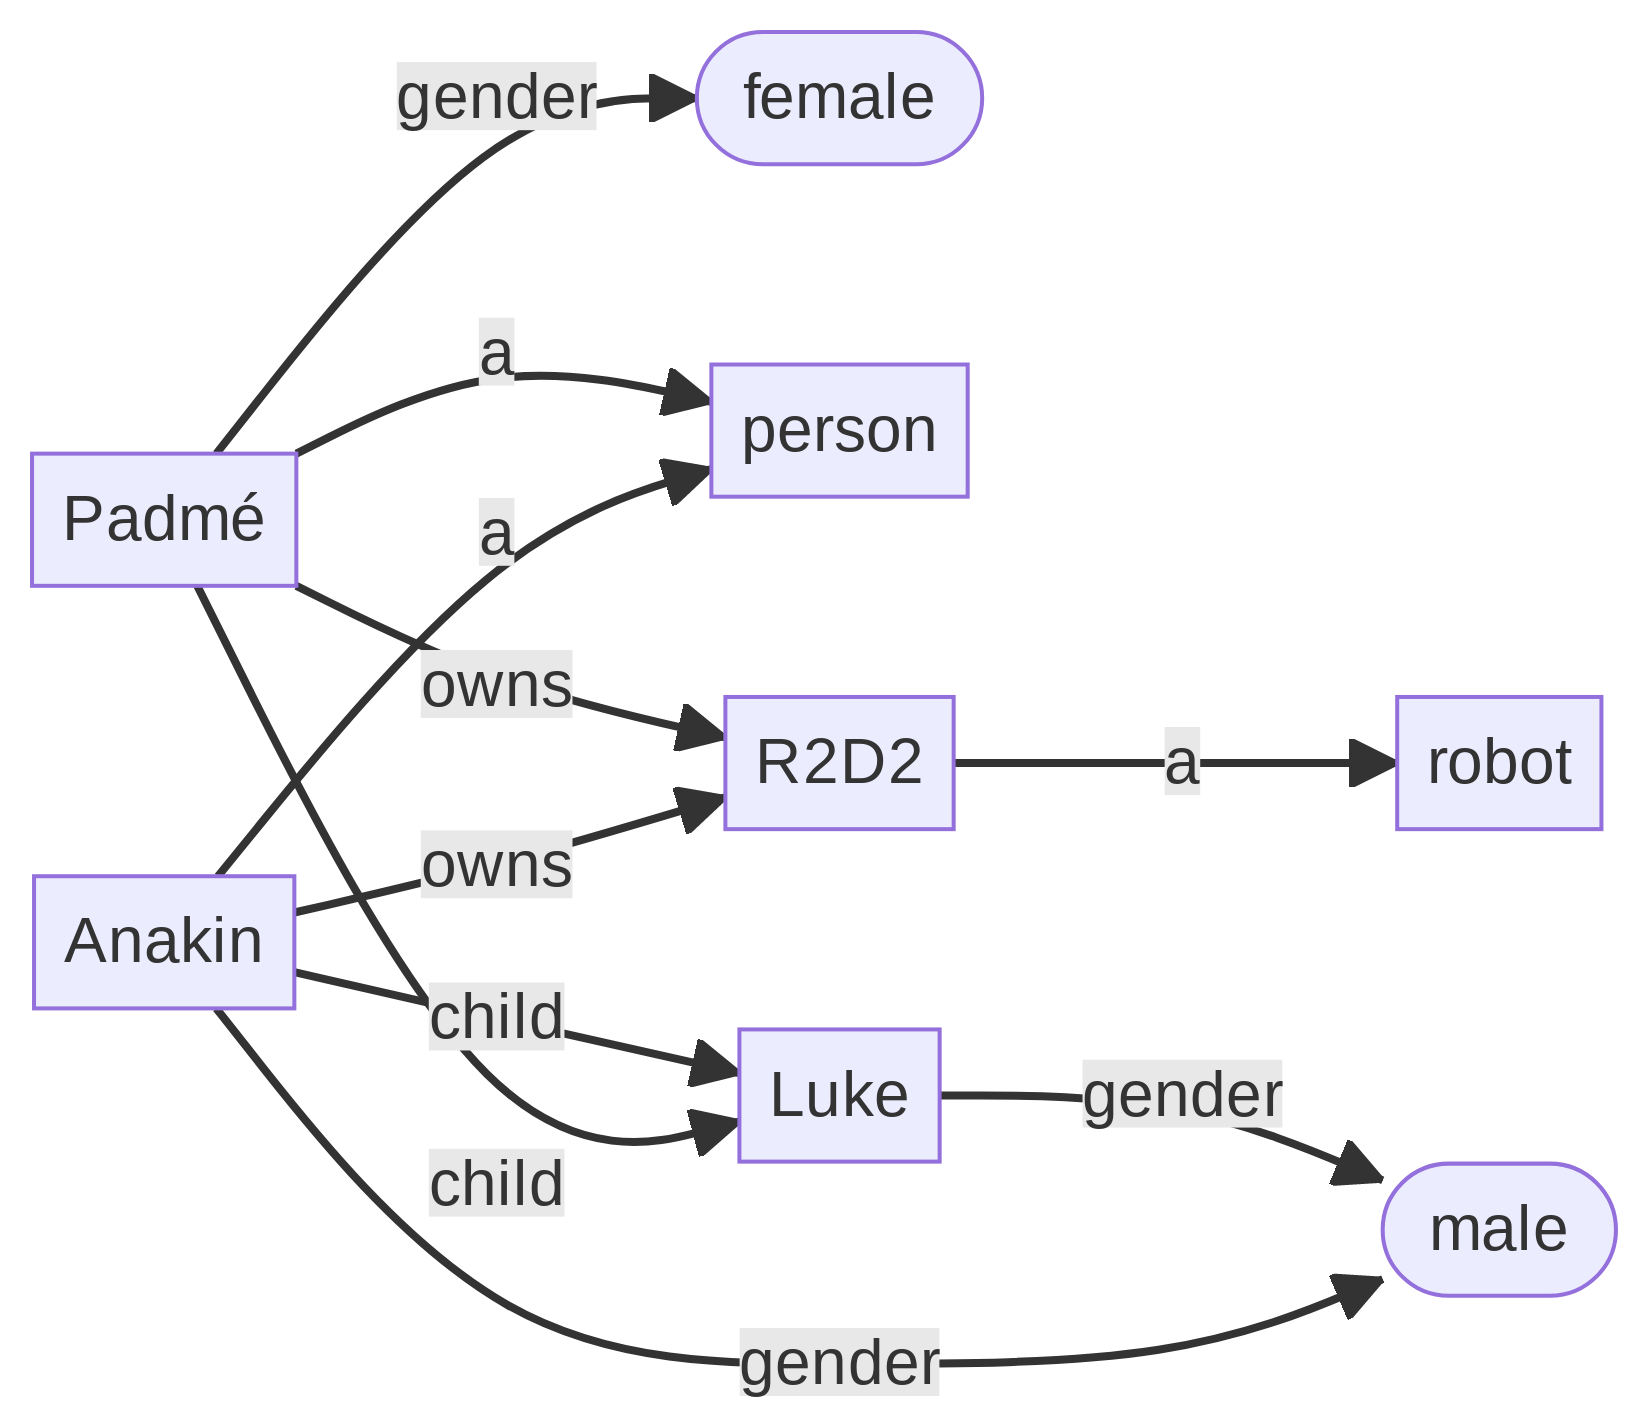 gender
female
a
person
Padmé
a
owns
R2D2
a
robot
owns
Anakin
child
Luke
gender
child
male
gender